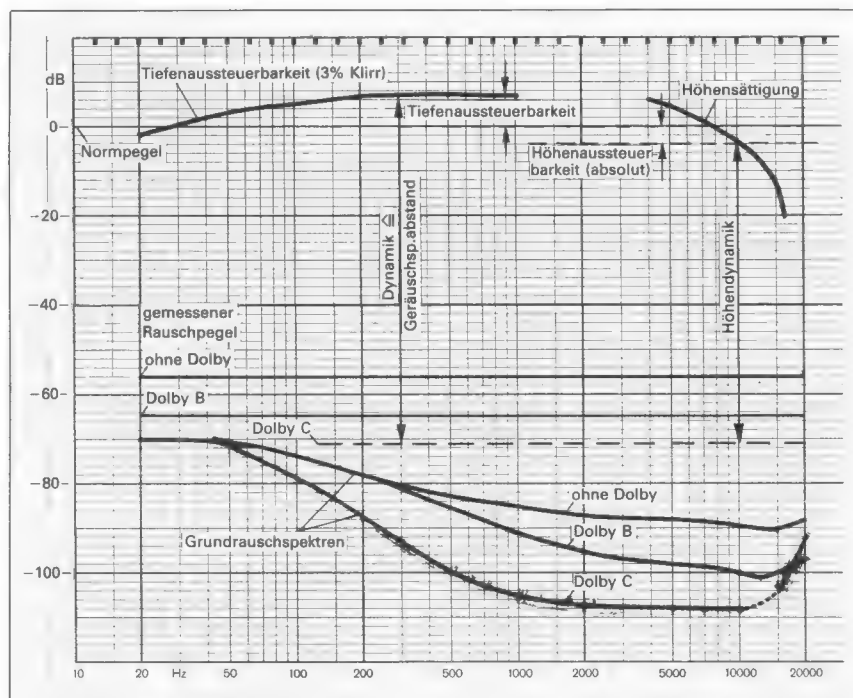 dB
Tiefenaussteuerbarkeit (3% Klirr)
Höhensättigung
Tiefenaussteuerbarkeit
0
Normpegel
Höhenaussteuer-
barkeit (absolut)
-20
Dynamik ≙
Geräuschsp.abstand
Höhendynamik
-40
gemessener
Rauschpegel
ohne Dolby
-60
Dolby B
Dolby C
-80
ohne Dolby
Grundrauschspektren
Dolby B
-100
Dolby C
10 20 Hz 50 100 200 500 1000 2000 5000 10000 20000